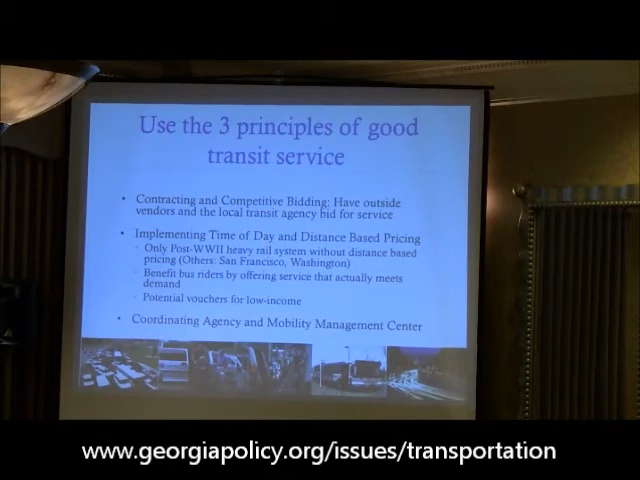 Use the 3 principles of good
transit service
• Contracting and Competitive Bidding: Have outside
vendors and the local transit agency bid for service
• Implementing Time of Day and Distance Based Pricing
◦ Only Post-WWII heavy rail system without distance based
pricing (Others: San Francisco, Washington)
◦ Benefit bus riders by offering service that actually meets
demand
◦ Potential vouchers for low-income
• Coordinating Agency and Mobility Management Center
www.georgiapolicy.org/issues/transportation